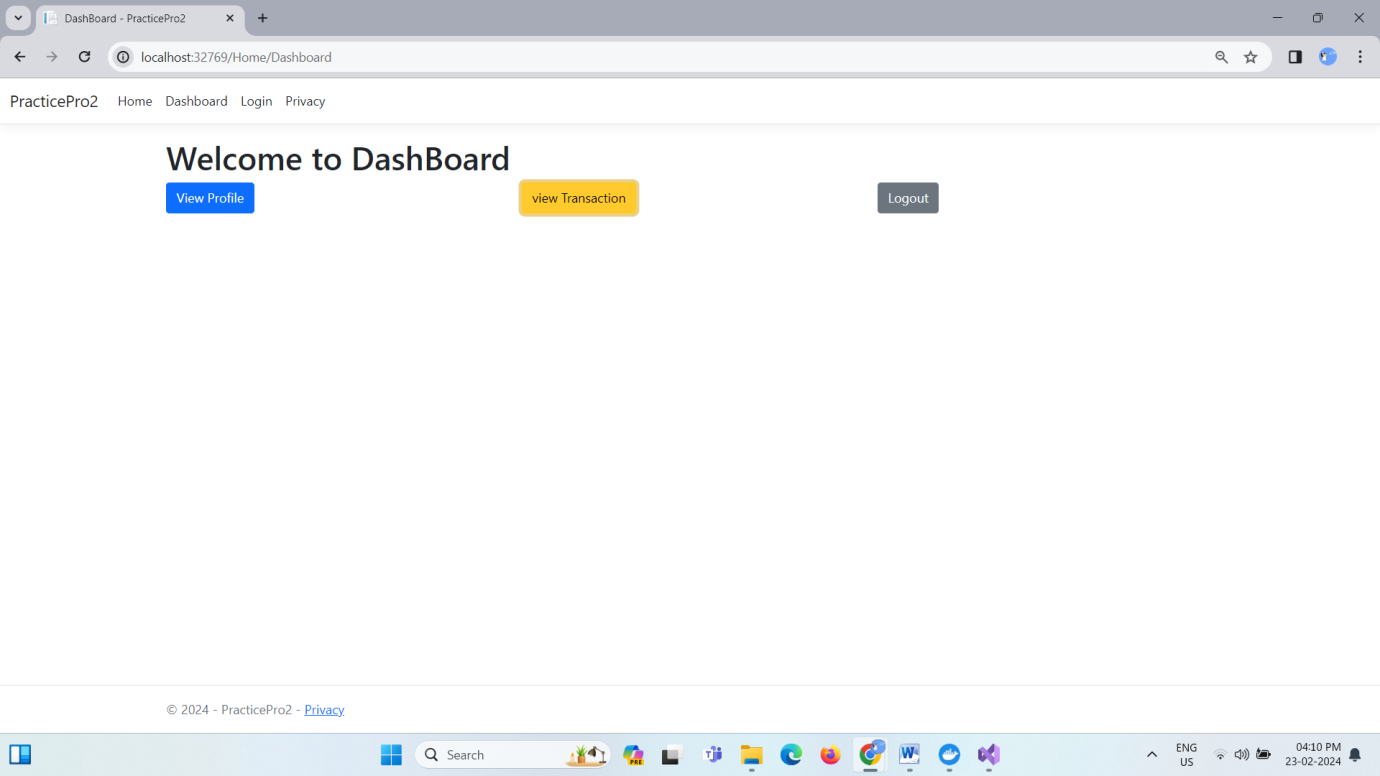 DashBoard - PracticePro2
localhost:32769/Home/Dashboard
PracticePro2 Home Dashboard Login Privacy
Welcome to DashBoard
View Profile view Transaction Logout
© 2024 - PracticePro2 - Privacy
Search PRE ENG US 04:10 PM 23-02-2024